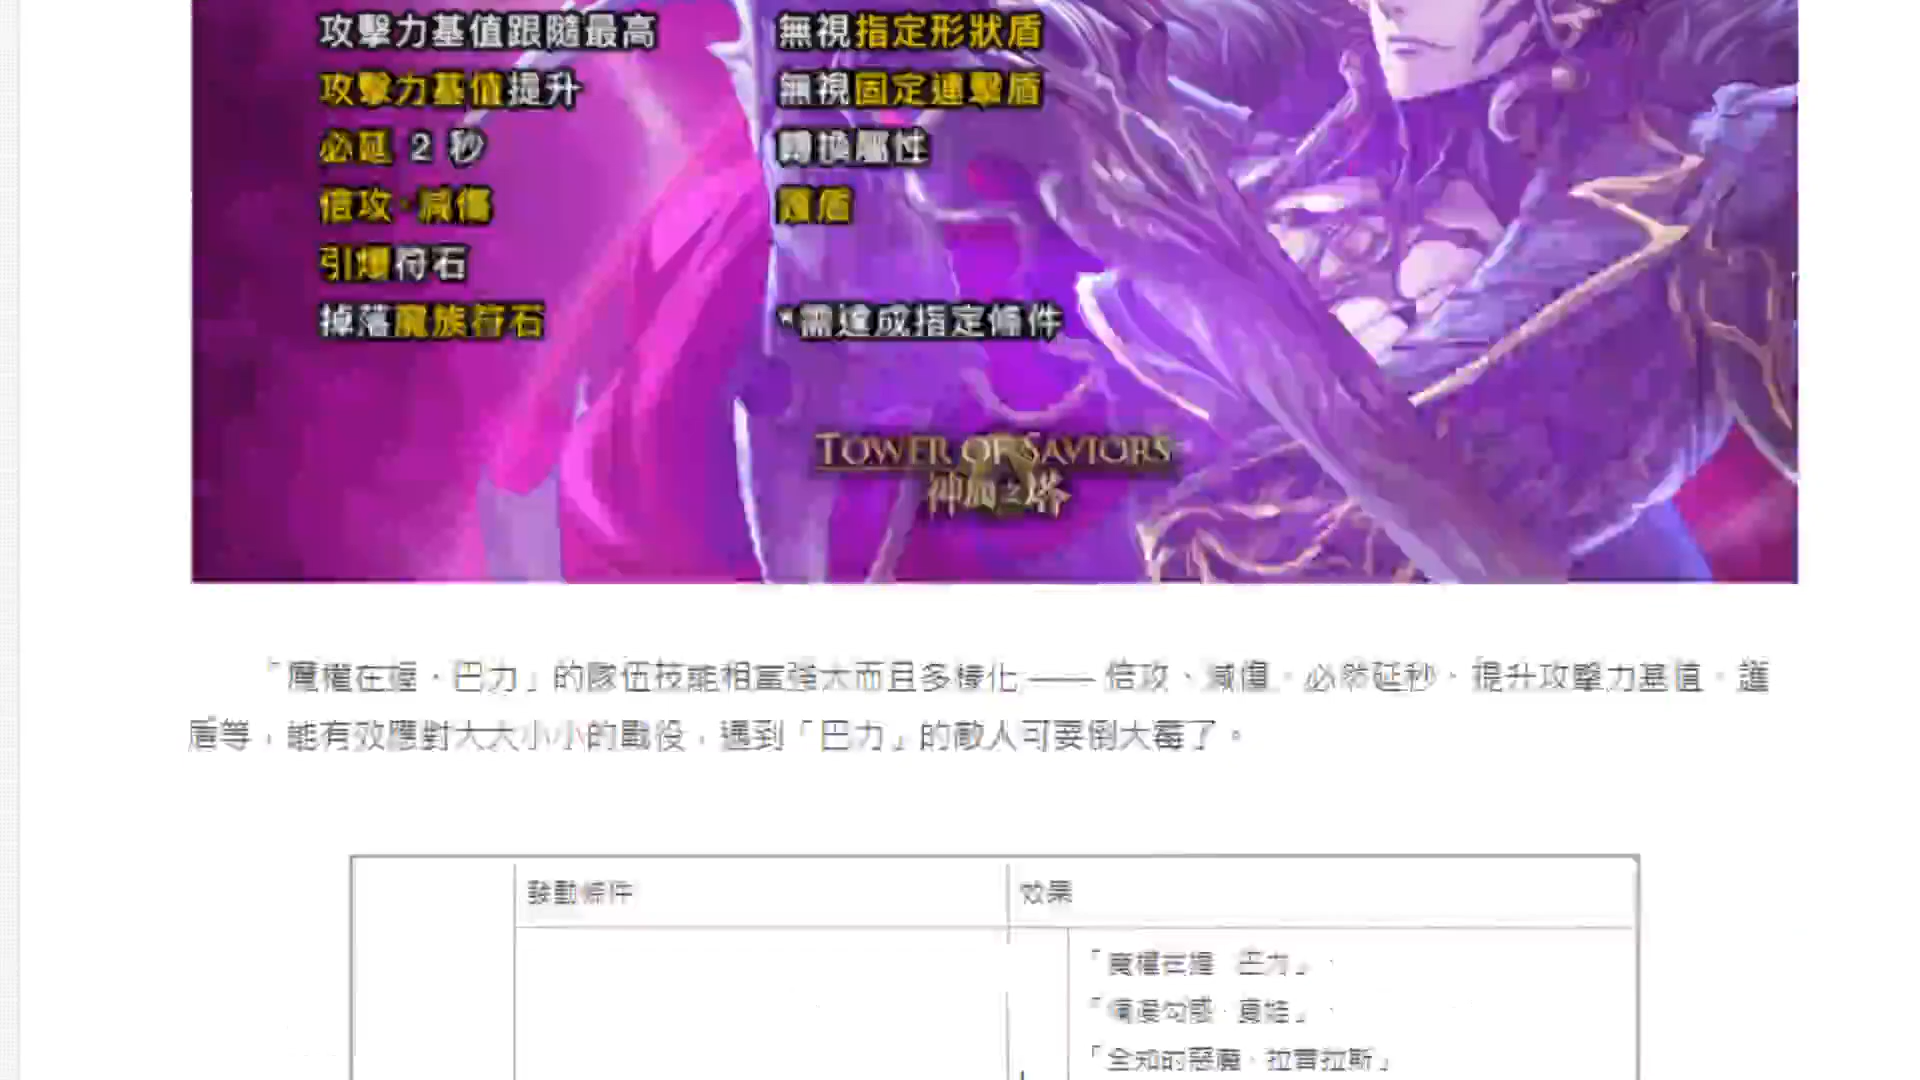 攻擊力基值跟隨最高
攻擊力基值提升
必延 2 秒
倍攻．減傷
引爆符石
掉落魔族符石
無視指定形狀盾
無視固定連擊盾
轉換屬性
護盾
*需達成指定條件
TOWER OF SAVIORS
神魔之塔
「魔權在握．巴力」的隊伍技能相當強大而且多樣化 —— 倍攻、減傷、必然延秒、提升攻擊力基值、護
盾等，能有效應對大大小小的戰役，遇到「巴力」的敵人可要倒大霉了。
發動條件
效果
「魔權在握．巴力」、
「全知的惡魔．拉普拉斯」